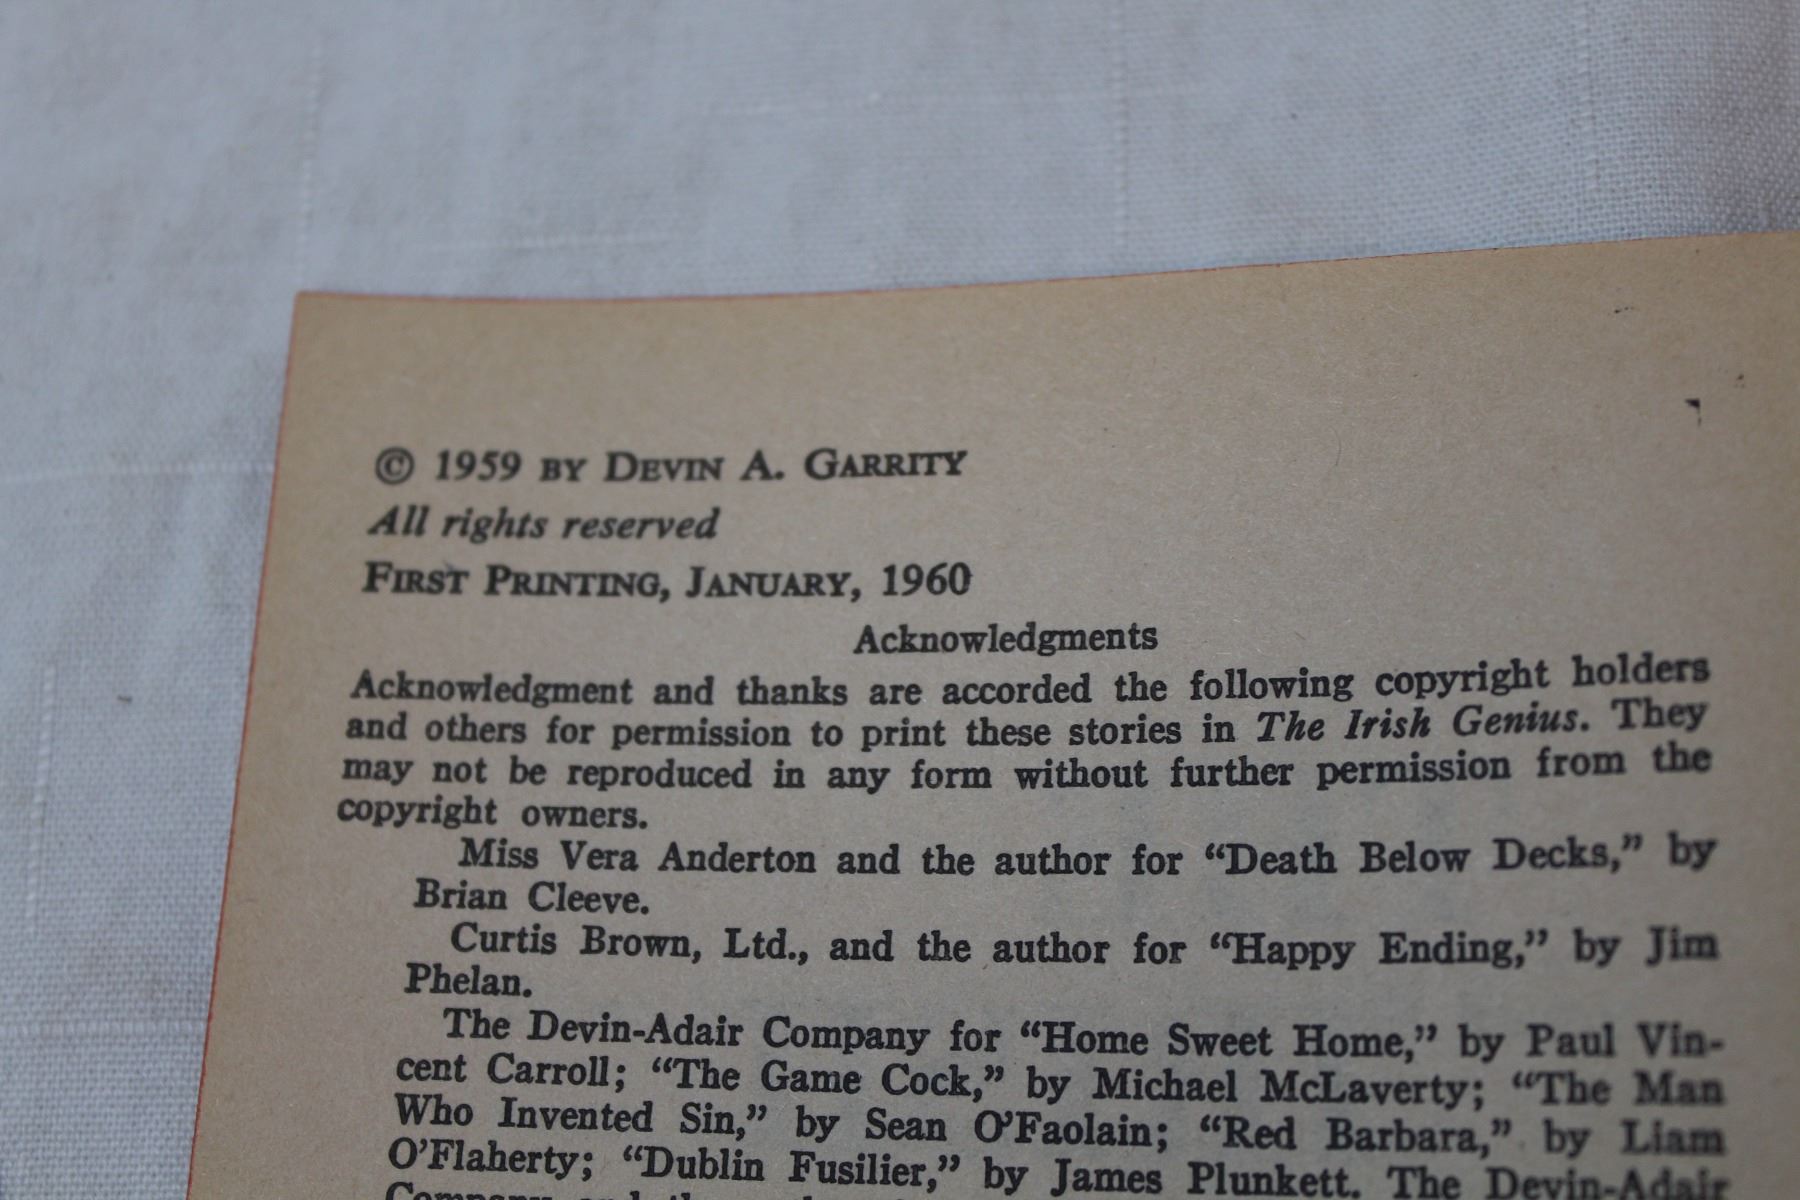 © 1959 BY DEVIN A. GARRITY
All rights reserved
FIRST PRINTING, JANUARY, 1960
Acknowledgments
Acknowledgment and thanks are accorded the following copyright holders
and others for permission to print these stories in The Irish Genius. They
may not be reproduced in any form without further permission from the
copyright owners.
Miss Vera Anderton and the author for “Death Below Decks,” by
Brian Cleeve.
Curtis Brown, Ltd., and the author for “Happy Ending,” by Jim
Phelan.
The Devin-Adair Company for “Home Sweet Home,” by Paul Vin-
cent Carroll; “The Game Cock,” by Michael McLaverty; “The Man
Who Invented Sin,” by Sean O’Faolain; “Red Barbara,” by Liam
O’Flaherty; “Dublin Fusilier,” by James Plunkett. The Devin-Adair
Company and the